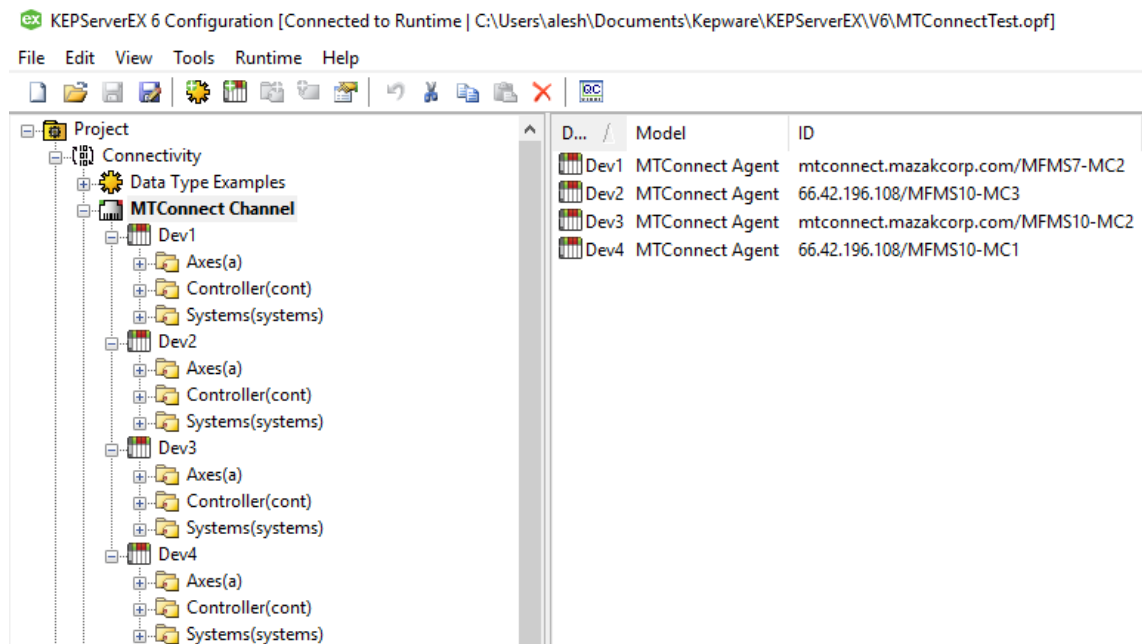 KEPServerEX 6 Configuration [Connected to Runtime | C:\Users\alesh\Documents\Kepware\KEPServerEX\V6\MTConnectTest.opf]
File Edit View Tools Runtime Help
Project
Connectivity
Data Type Examples
MTConnect Channel
Dev1
Axes(a)
Controller(cont)
Systems(systems)
Dev2
Axes(a)
Controller(cont)
Systems(systems)
Dev3
Axes(a)
Controller(cont)
Systems(systems)
Dev4
Axes(a)
Controller(cont)
Systems(systems)
D... / Model ID
Dev1 MTConnect Agent mtconnect.mazakcorp.com/MFMS7-MC2
Dev2 MTConnect Agent 66.42.196.108/MFMS10-MC3
Dev3 MTConnect Agent mtconnect.mazakcorp.com/MFMS10-MC2
Dev4 MTConnect Agent 66.42.196.108/MFMS10-MC1